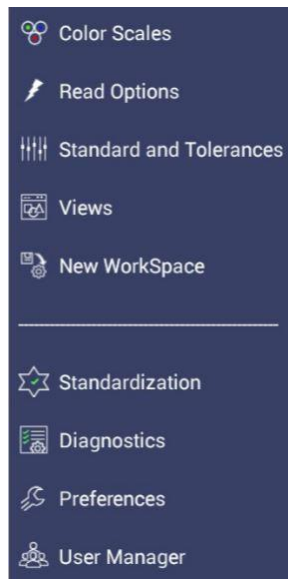 Color Scales
Read Options
Standard and Tolerances
Views
New WorkSpace
Standardization
Diagnostics
Preferences
User Manager